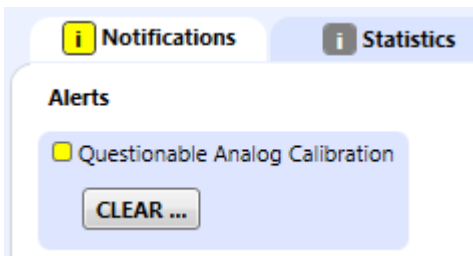 i Notifications
i Statistics
Alerts
Questionable Analog Calibration
CLEAR ...